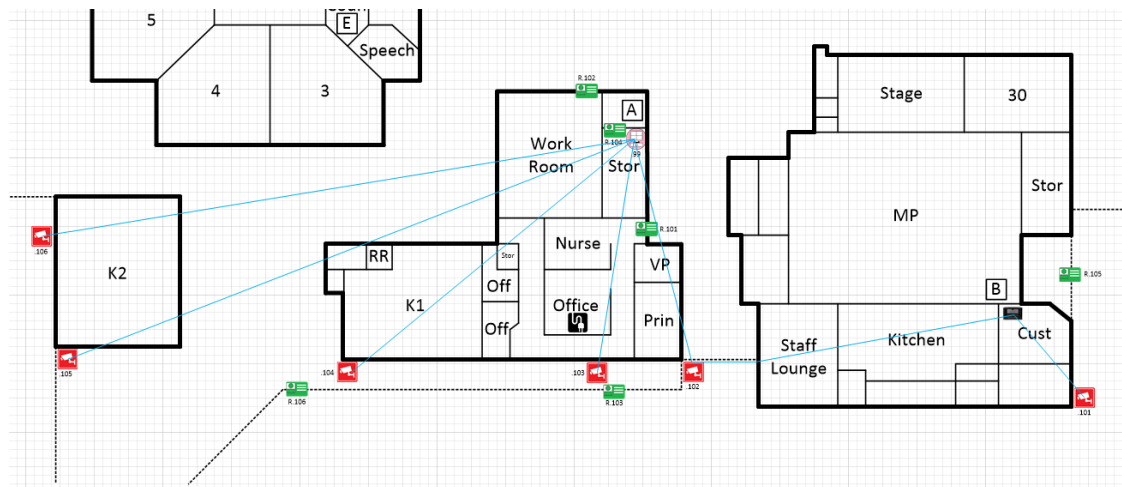 5
E
Speech
4
3
R.102
A
R.104
.99
Work
Room
Stor
Stage
30
Stor
MP
R.101
.106
K2
RR
Stor
Nurse
VP
Off
K1
Office
Off
Prin
R.105
B
Cust
Kitchen
Staff
Lounge
.105
.104
.103
.102
.101
R.106
R.103